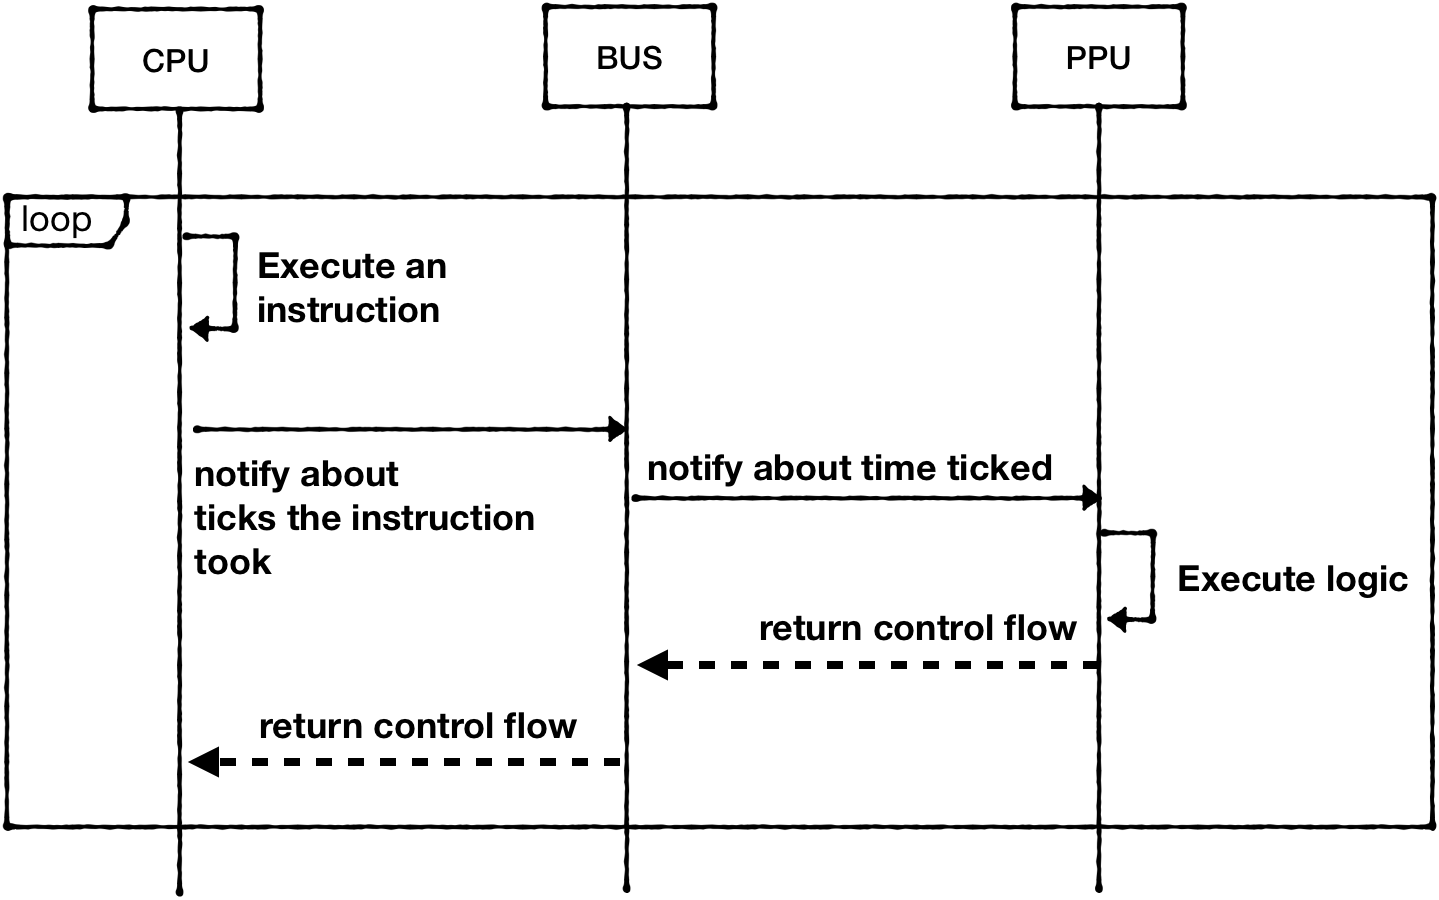 CPU
BUS
PPU
loop
Execute an
instruction
notify about
ticks the instruction
took
notify about time ticked
Execute logic
return control flow
return control flow